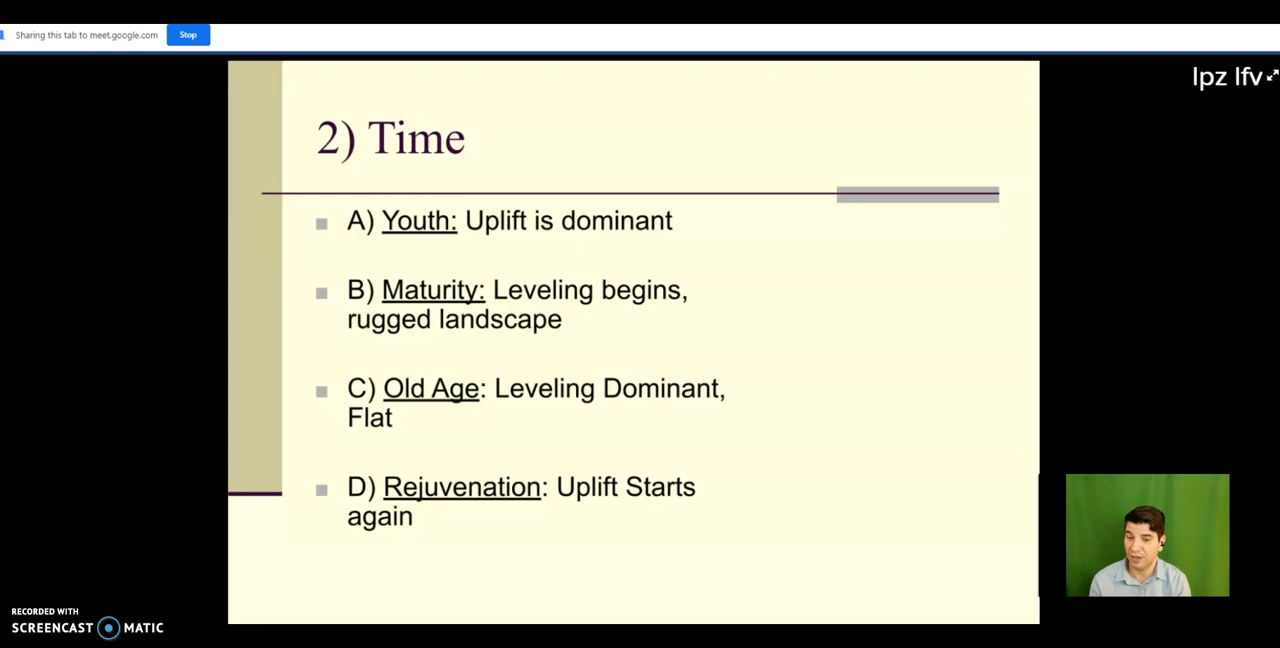 Sharing this tab to meet.google.com Stop
lpz lfv
2) Time
A) Youth: Uplift is dominant
B) Maturity: Leveling begins,
rugged landscape
C) Old Age: Leveling Dominant,
Flat
D) Rejuvenation: Uplift Starts
again
RECORDED WITH
SCREENCAST MATIC